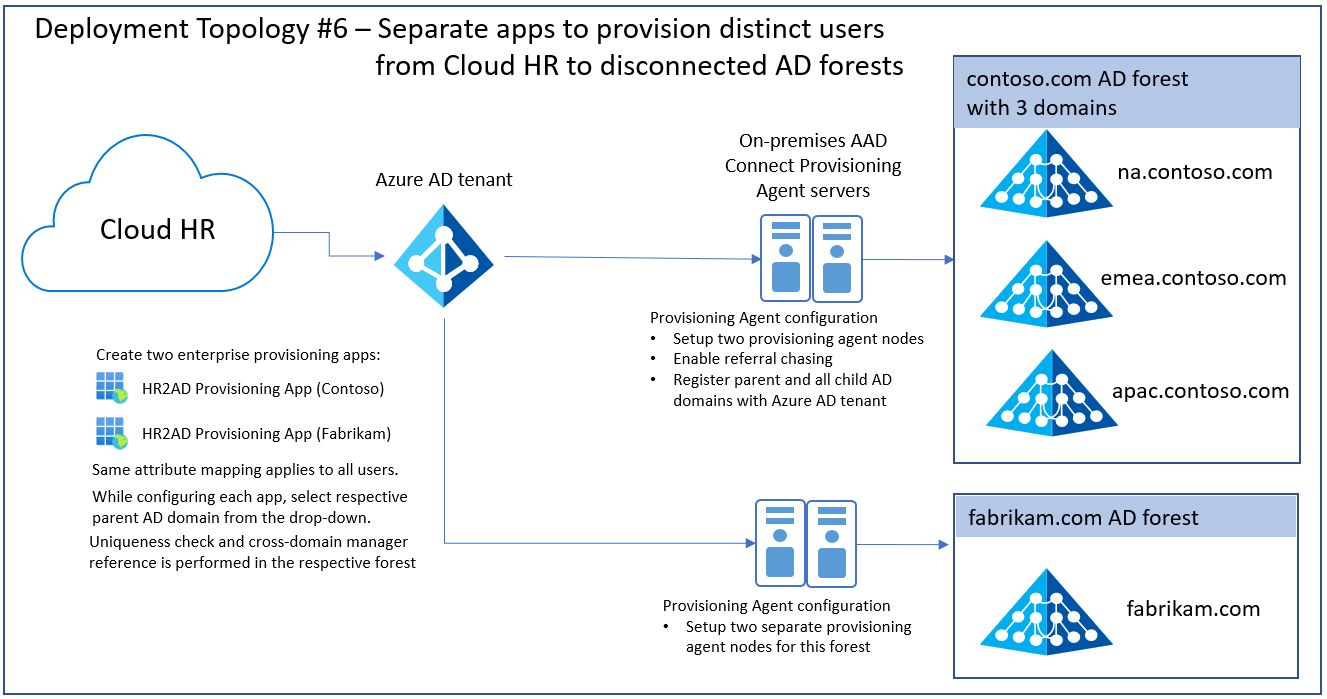 Deployment Topology #6 – Separate apps to provision distinct users
from Cloud HR to disconnected AD forests
Cloud HR
Azure AD tenant
On-premises AAD
Connect Provisioning
Agent servers
contoso.com AD forest
with 3 domains
na.contoso.com
emea.contoso.com
apac.contoso.com
Provisioning Agent configuration
• Setup two provisioning agent nodes
• Enable referral chasing
• Register parent and all child AD
domains with Azure AD tenant
Create two enterprise provisioning apps:
HR2AD Provisioning App (Contoso)
HR2AD Provisioning App (Fabrikam)
Same attribute mapping applies to all users.
While configuring each app, select respective
parent AD domain from the drop-down.
Uniqueness check and cross-domain manager
reference is performed in the respective forest
fabrikam.com AD forest
fabrikam.com
Provisioning Agent configuration
• Setup two separate provisioning
agent nodes for this forest